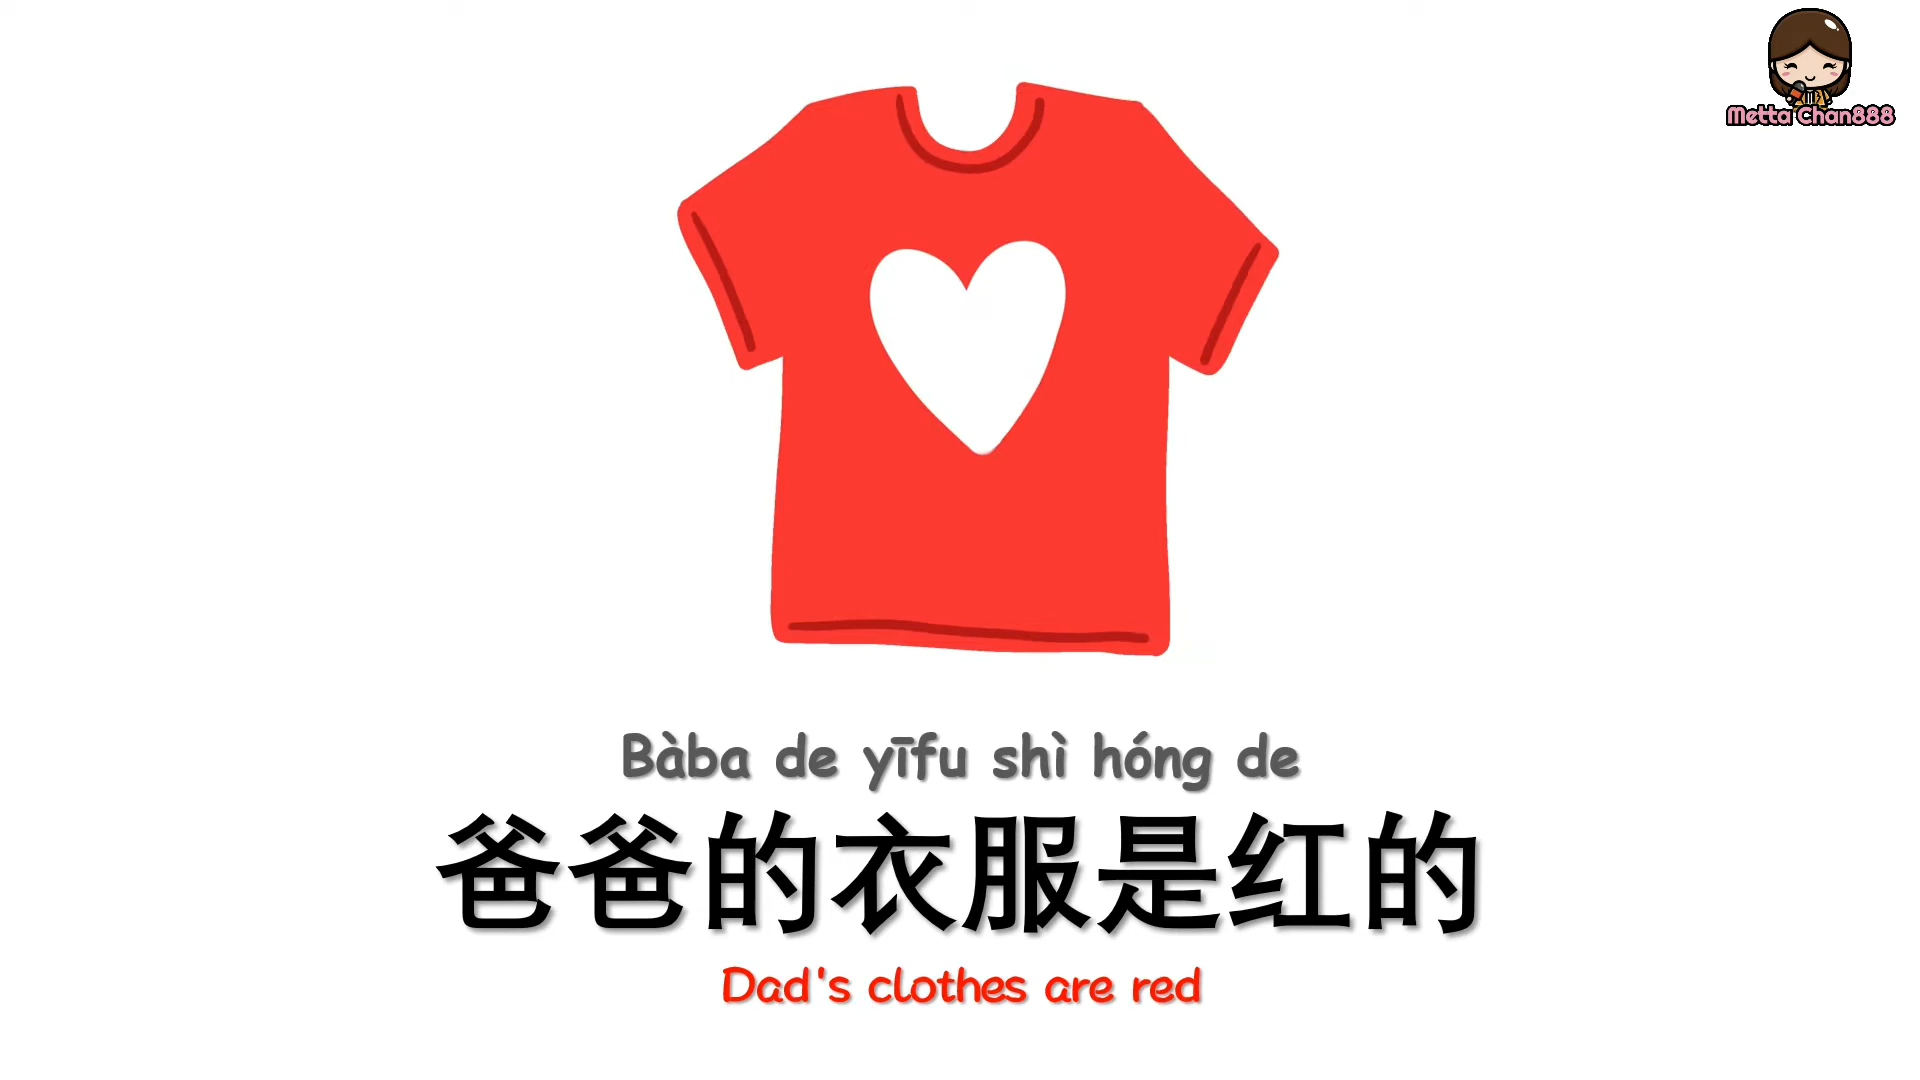 Metta Chan888
Bàba de yīfu shì hóng de
爸爸的衣服是红的
Dad's clothes are red